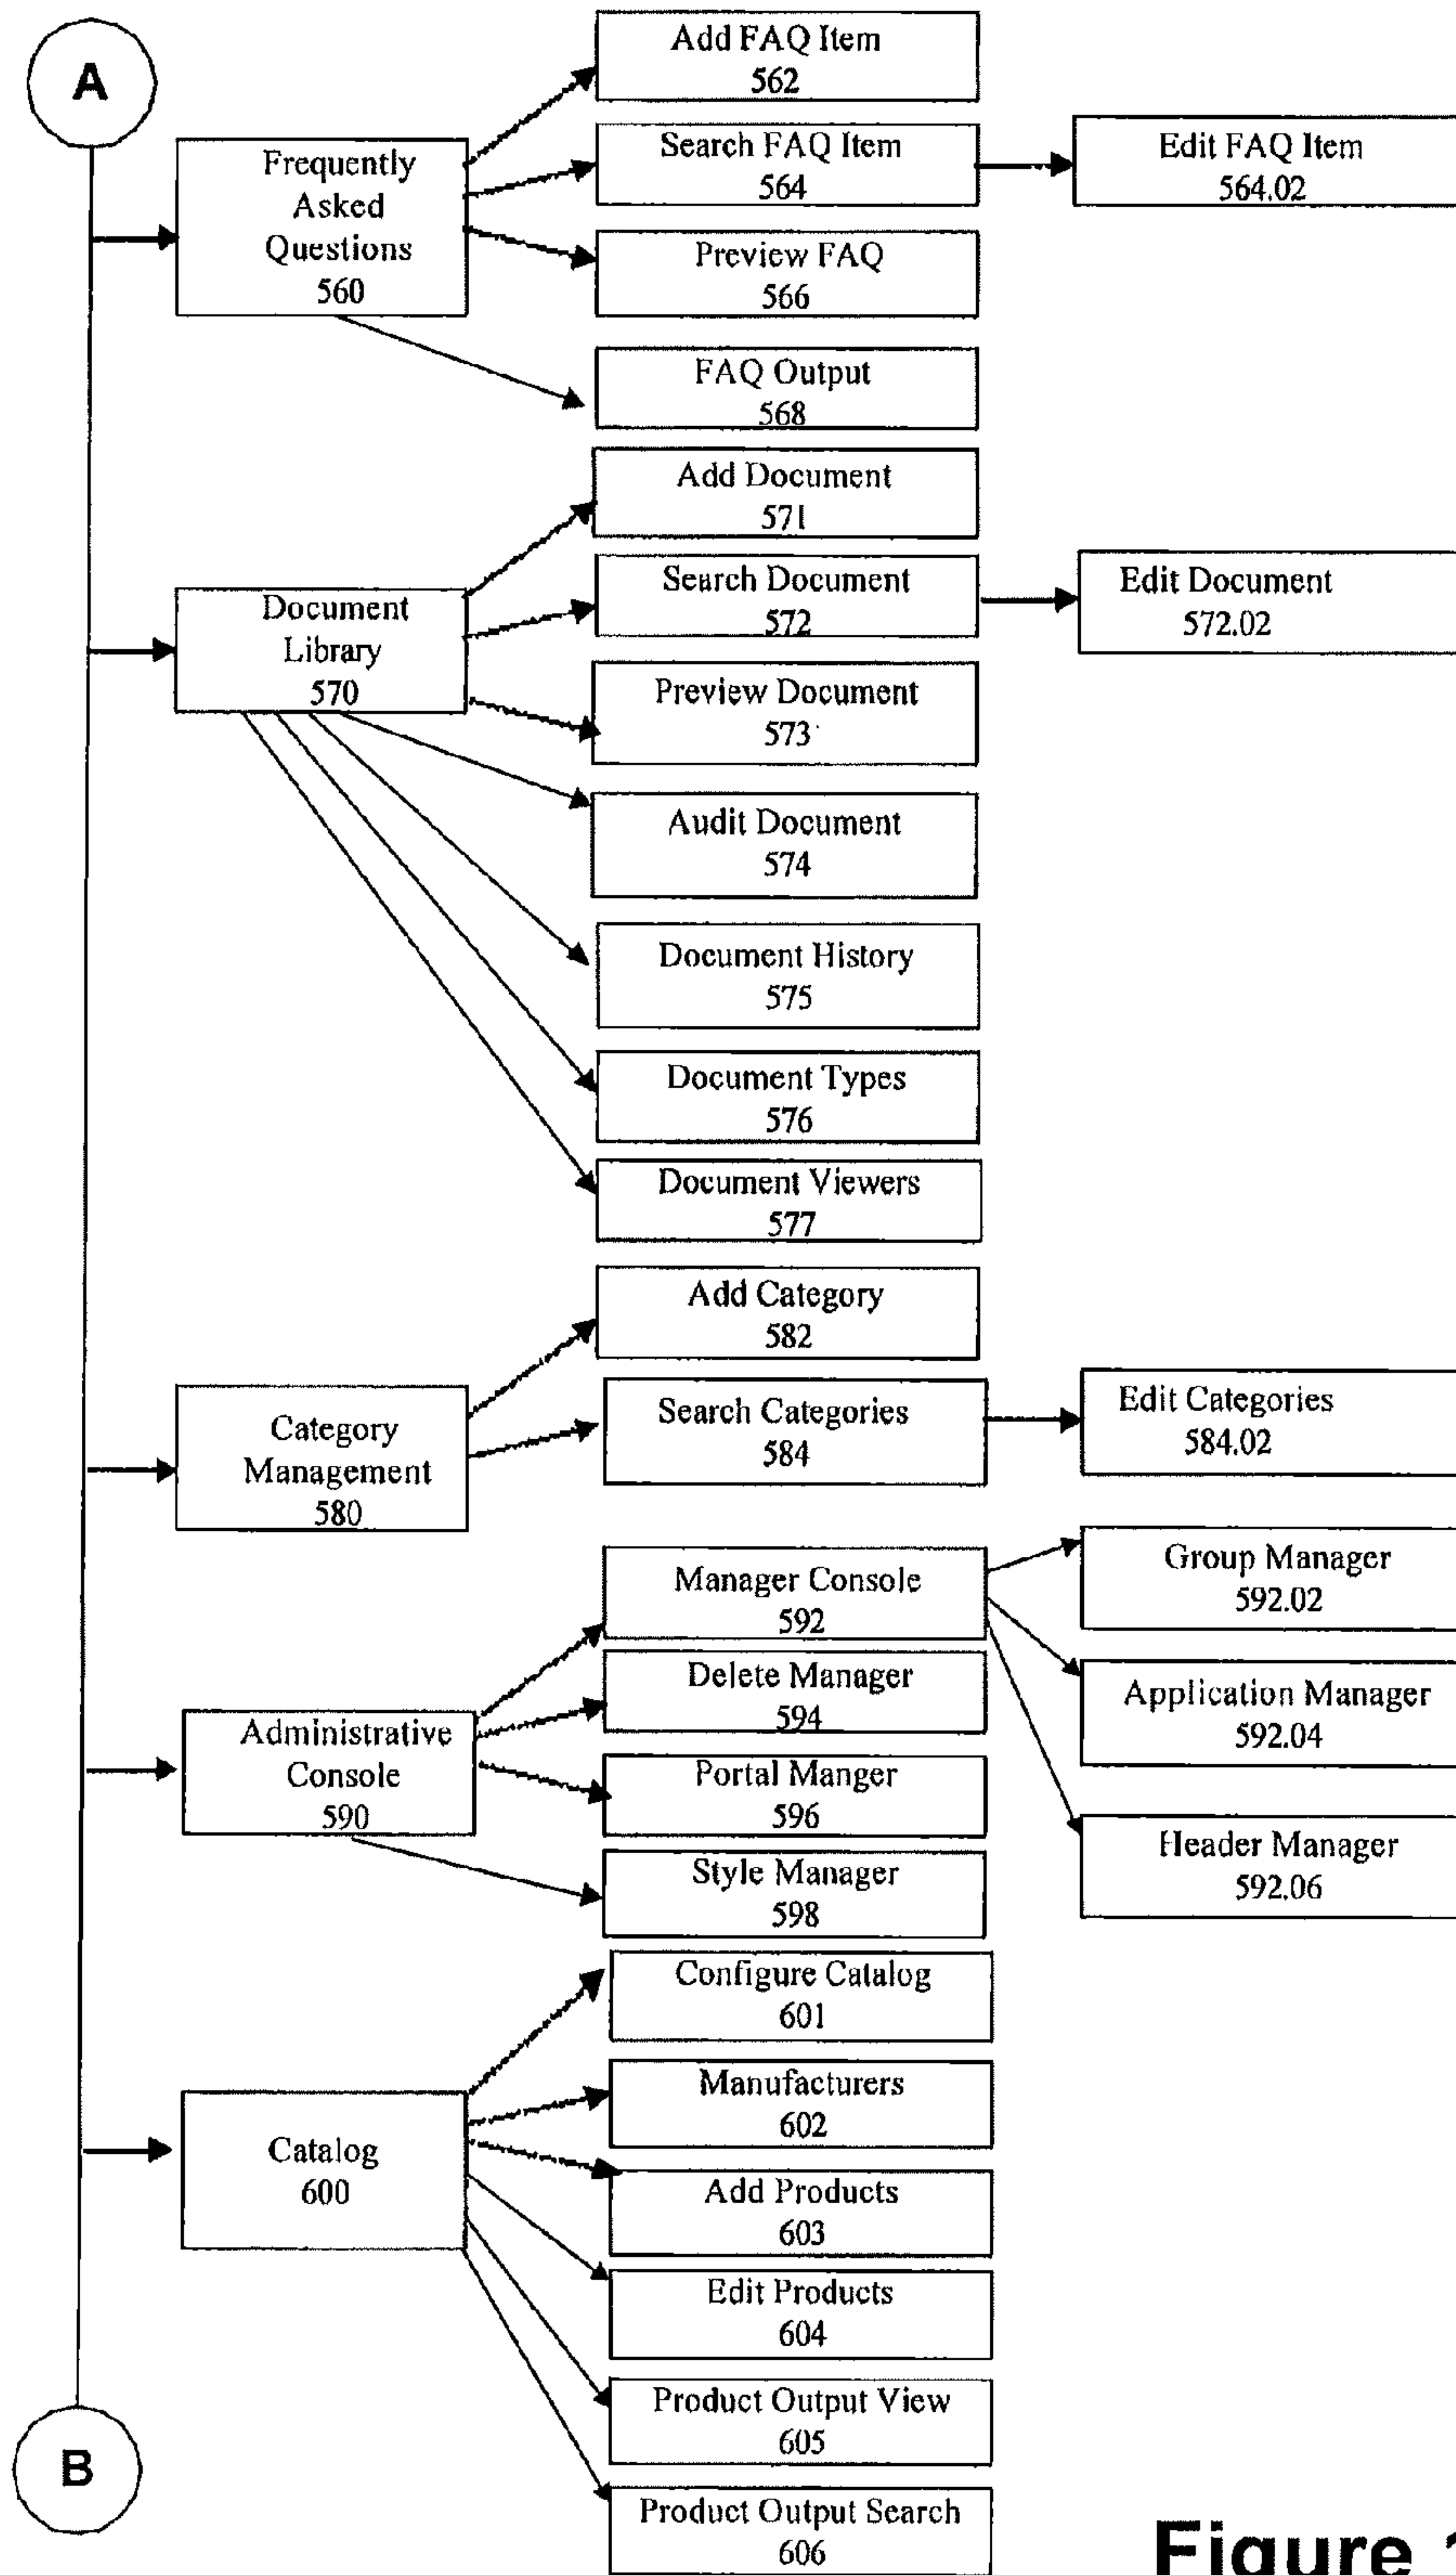 A
Add FAQ Item
562
Frequently
Asked
Questions
560
Search FAQ Item
564
Edit FAQ Item
564.02
Preview FAQ
566
FAQ Output
568
Add Document
571
Document
Library
570
Search Document
572
Edit Document
572.02
Preview Document
573
Audit Document
574
Document History
575
Document Types
576
Document Viewers
577
Add Category
582
Category
Management
580
Search Categories
584
Edit Categories
584.02
Manager Console
592
Group Manager
592.02
Application Manager
592.04
Header Manager
592.06
Administrative
Console
590
Delete Manager
594
Portal Manger
596
Style Manager
598
Configure Catalog
601
Catalog
600
Manufacturers
602
Add Products
603
Edit Products
604
Product Output View
605
Product Output Search
606
B
Figure